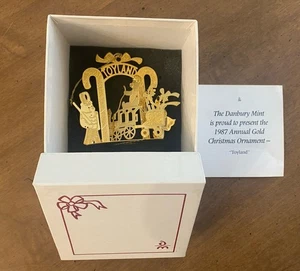 TOYLAND
The Danbury Mint
is proud to present the
1987 Annual Gold
Christmas Ornament –
"Toyland"